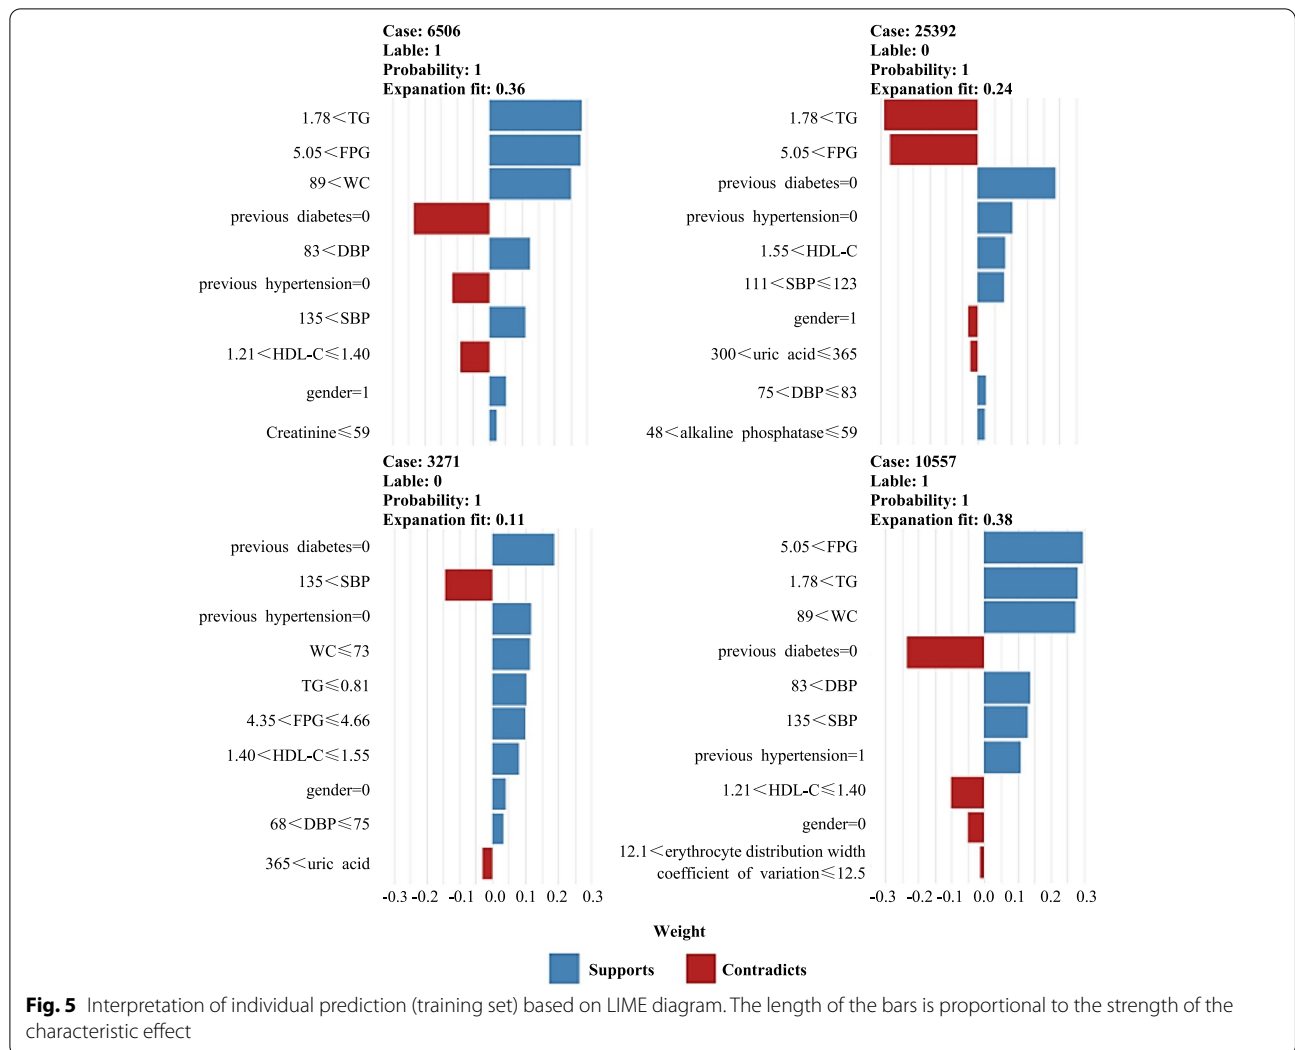 Case: 6506
Lable: 1
Probability: 1
Expanation fit: 0.36
1.78<TG
5.05<FPG
89<WC
previous diabetes=0
83<DBP
previous hypertension=0
135<SBP
1.21<HDL-C≤1.40
gender=1
Creatinine≤59
Case: 25392
Lable: 0
Probability: 1
Expanation fit: 0.24
1.78<TG
5.05<FPG
previous diabetes=0
previous hypertension=0
1.55<HDL-C
111<SBP≤123
gender=1
300<uric acid≤365
75<DBP≤83
48<alkaline phosphatase≤59
Case: 3271
Lable: 0
Probability: 1
Expanation fit: 0.11
previous diabetes=0
135<SBP
previous hypertension=0
WC≤73
TG≤0.81
4.35<FPG≤4.66
1.40<HDL-C≤1.55
gender=0
68<DBP≤75
365<uric acid
-0.3 -0.2 -0.1 0.0 0.1 0.2 0.3
Case: 10557
Lable: 1
Probability: 1
Expanation fit: 0.38
5.05<FPG
1.78<TG
89<WC
previous diabetes=0
83<DBP
135<SBP
previous hypertension=1
1.21<HDL-C≤1.40
gender=0
12.1<erythrocyte distribution width
coefficient of variation≤12.5
-0.3 -0.2 -0.1 0.0 0.1 0.2 0.3
Weight
Supports Contradicts
Fig. 5 Interpretation of individual prediction (training set) based on LIME diagram. The length of the bars is proportional to the strength of the
characteristic effect